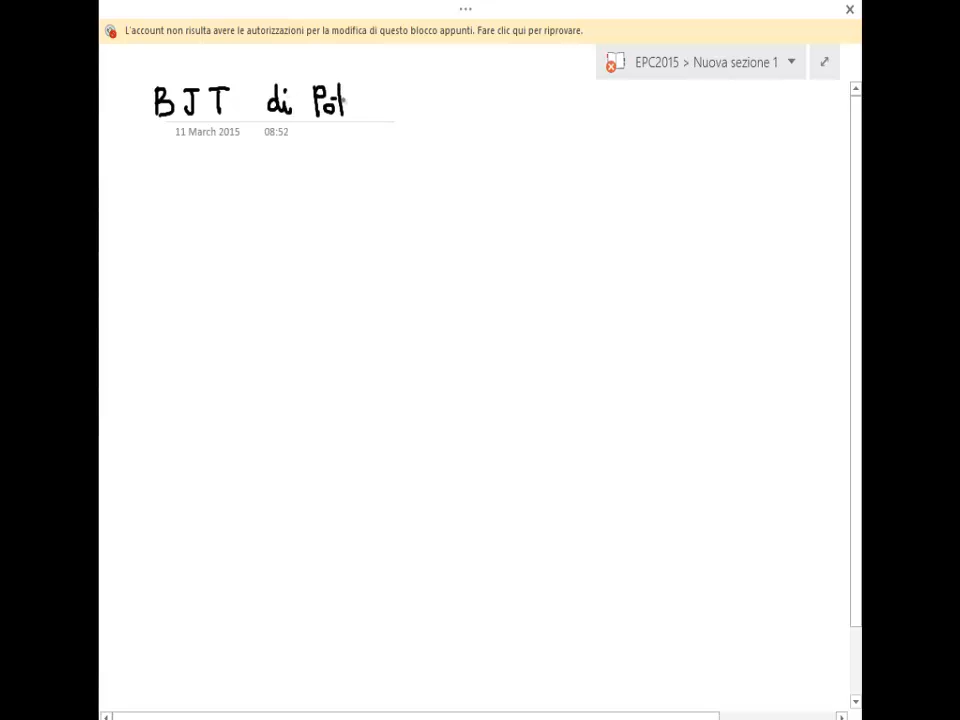 L'account non risulta avere le autorizzazioni per la modifica di questo blocco appunti. Fare clic qui per riprovare.
EPC2015 > Nuova sezione 1
BJT di Pot
11 March 2015 08:52